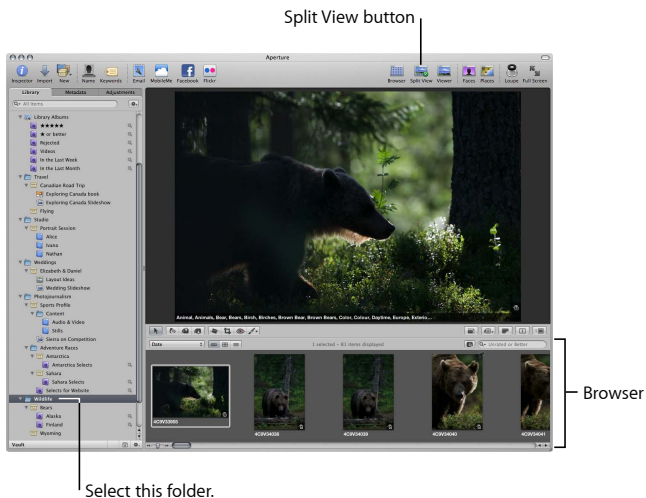 Split View button
Aperture
Inspector Import New Name Keywords Email MobileMe Facebook Flickr Browser Split View Viewer Faces Places Loupe Full Screen
Library Metadata Adjustments
All Items
Library Albums
★★★★★
★ or better
Rejected
Videos
In the Last Week
In the Last Month
Travel
Canadian Road Trip
Exploring Canada book
Exploring Canada Slideshow
Flying
Studio
Portrait Session
Alice
Ivano
Nathan
Weddings
Elizabeth & Daniel
Layout Ideas
Wedding Slideshow
Photojournalism
Sports Profile
Content
Audio & Video
Stills
Sierra on Competition
Adventure Races
Antarctica
Antarctica Selects
Sahara
Sahara Selects
Selects for Website
Wildlife
Bears
Alaska
Finland
Wyoming
Vault
Animal, Animals, Bear, Bears, Birch, Birches, Brown Bear, Brown Bears, Color, Colour, Daytime, Europe, Exterio...
Date
1 selected – 81 items displayed
Unrated or Better
4C9V34038 4C9V34039 4C9V34040 4C9V34041
Browser
Select this folder.